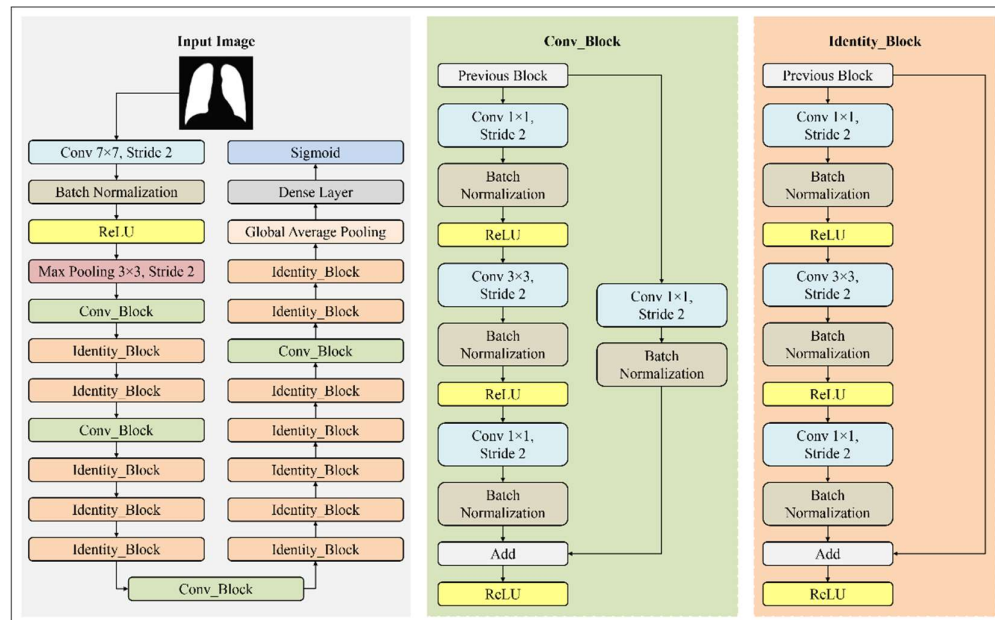 Input Image
Conv 7×7, Stride 2
Batch Normalization
ReLU
Max Pooling 3×3, Stride 2
Conv_Block
Identity_Block
Identity_Block
Conv_Block
Identity_Block
Identity_Block
Identity_Block
Conv_Block
Identity_Block
Identity_Block
Identity_Block
Identity_Block
Identity_Block
Conv_Block
Identity_Block
Identity_Block
Global Average Pooling
Dense Layer
Sigmoid
Conv_Block
Previous Block
Conv 1×1,
Stride 2
Batch
Normalization
ReLU
Conv 3×3,
Stride 2
Batch
Normalization
ReLU
Conv 1×1,
Stride 2
Batch
Normalization
Add
ReLU
Conv 1×1,
Stride 2
Batch
Normalization
Identity_Block
Previous Block
Conv 1×1,
Stride 2
Batch
Normalization
ReLU
Conv 3×3,
Stride 2
Batch
Normalization
ReLU
Conv 1×1,
Stride 2
Batch
Normalization
Add
ReLU